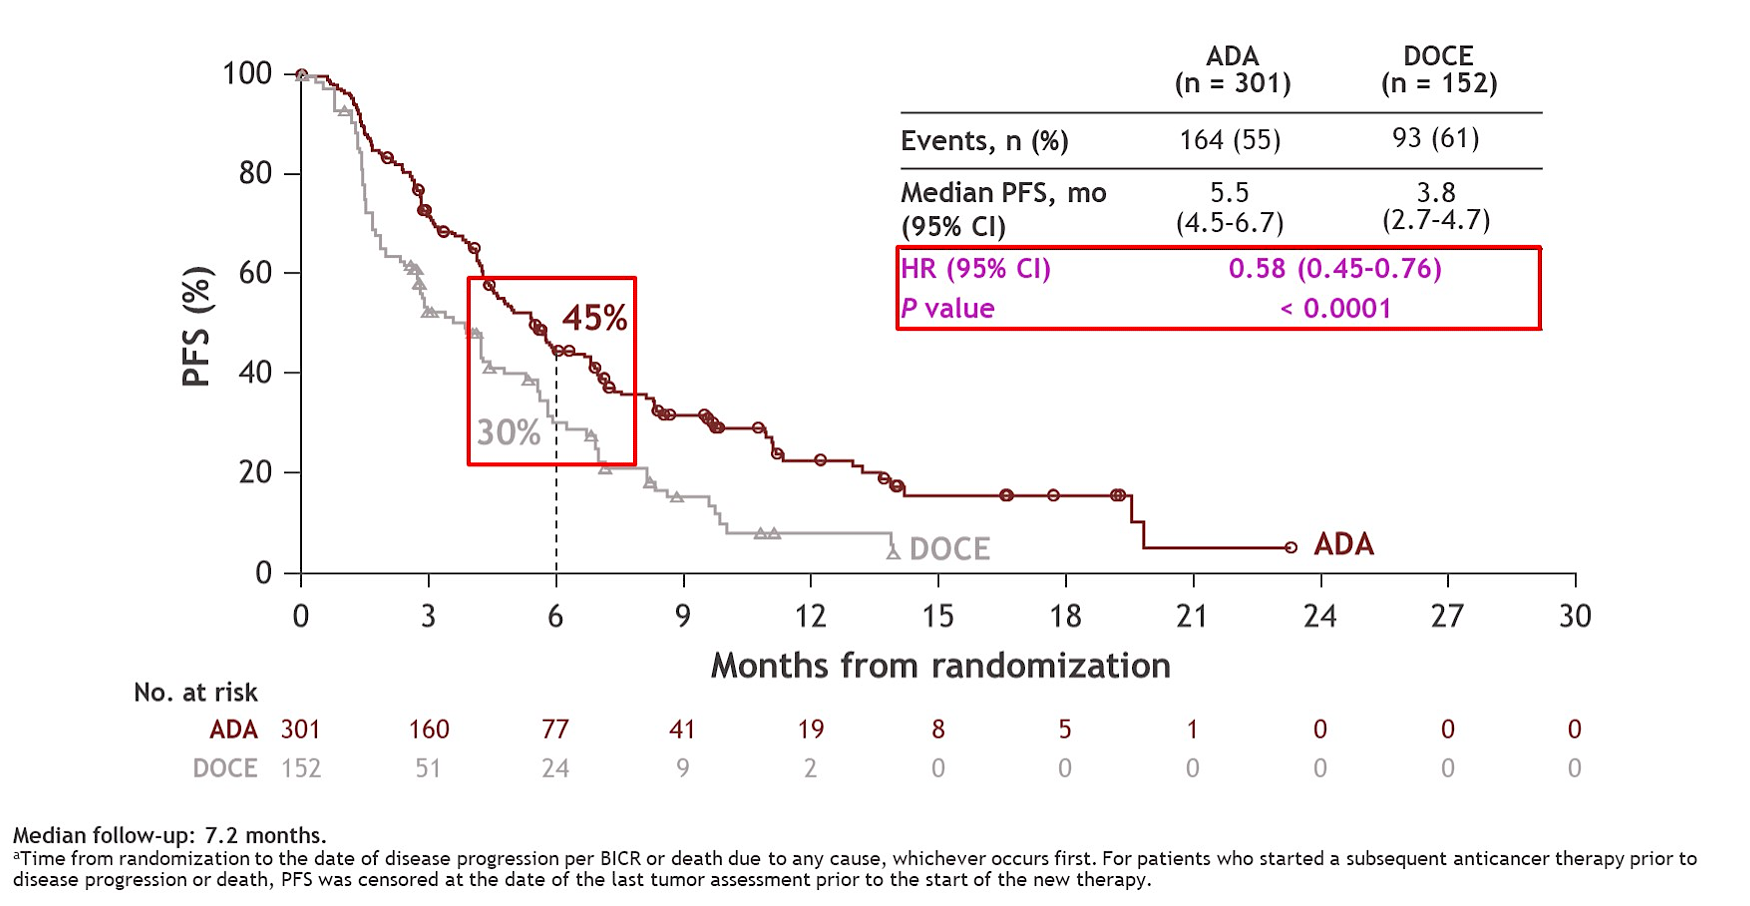 ADA DOCE
(n = 301) (n = 152)
Events, n (%) 164 (55) 93 (61)
Median PFS, mo 5.5 3.8
(95% CI) (4.5-6.7) (2.7-4.7)
HR (95% CI) 0.58 (0.45-0.76)
P value < 0.0001
PFS (%)
100
80
60
40
20
0
45%
30%
DOCE
ADA
0 3 6 9 12 15 18 21 24 27 30
Months from randomization
No. at risk
ADA 301 160 77 41 19 8 5 1 0 0 0
DOCE 152 51 24 9 2 0 0 0 0 0 0
Median follow-up: 7.2 months.
aTime from randomization to the date of disease progression per BICR or death due to any cause, whichever occurs first. For patients who started a subsequent anticancer therapy prior to
disease progression or death, PFS was censored at the date of the last tumor assessment prior to the start of the new therapy.